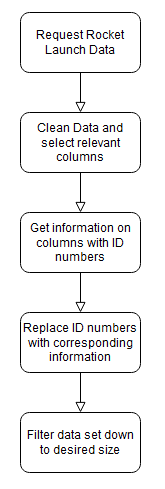 Request Rocket
Launch Data
Clean Data and
select relevant
columns
Get information on
columns with ID
numbers
Replace ID numbers
with corresponding
information
Filter data set down
to desired size